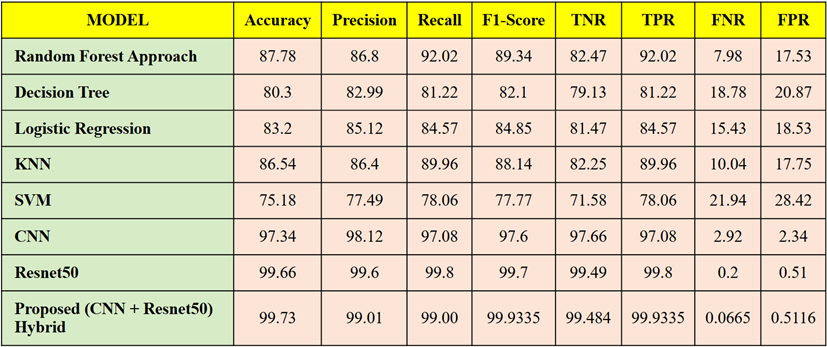 MODEL Accuracy Precision Recall F1-Score TNR TPR FNR FPR
Random Forest Approach 87.78 86.8 92.02 89.34 82.47 92.02 7.98 17.53
Decision Tree 80.3 82.99 81.22 82.1 79.13 81.22 18.78 20.87
Logistic Regression 83.2 85.12 84.57 84.85 81.47 84.57 15.43 18.53
KNN 86.54 86.4 89.96 88.14 82.25 89.96 10.04 17.75
SVM 75.18 77.49 78.06 77.77 71.58 78.06 21.94 28.42
CNN 97.34 98.12 97.08 97.6 97.66 97.08 2.92 2.34
Resnet50 99.66 99.6 99.8 99.7 99.49 99.8 0.2 0.51
Proposed (CNN + Resnet50)
Hybrid 99.73 99.01 99.00 99.9335 99.484 99.9335 0.0665 0.5116